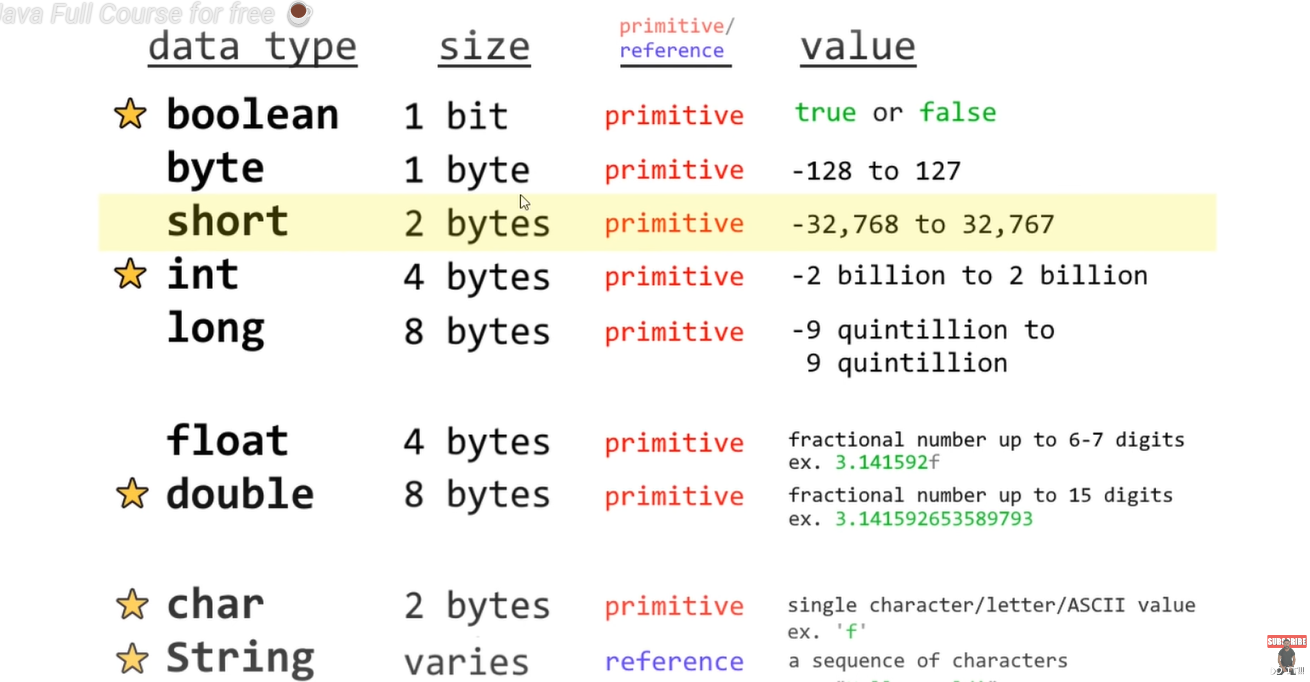 Java Full Course for free
data type size primitive/ reference value
boolean 1 bit primitive true or false
byte 1 byte primitive -128 to 127
short 2 bytes primitive -32,768 to 32,767
int 4 bytes primitive -2 billion to 2 billion
long 8 bytes primitive -9 quintillion to
9 quintillion
float 4 bytes primitive fractional number up to 6-7 digits
ex. 3.141592f
double 8 bytes primitive fractional number up to 15 digits
ex. 3.141592653589793
char 2 bytes primitive single character/letter/ASCII value
ex. 'f'
String varies reference a sequence of characters
SUBSCRIBE